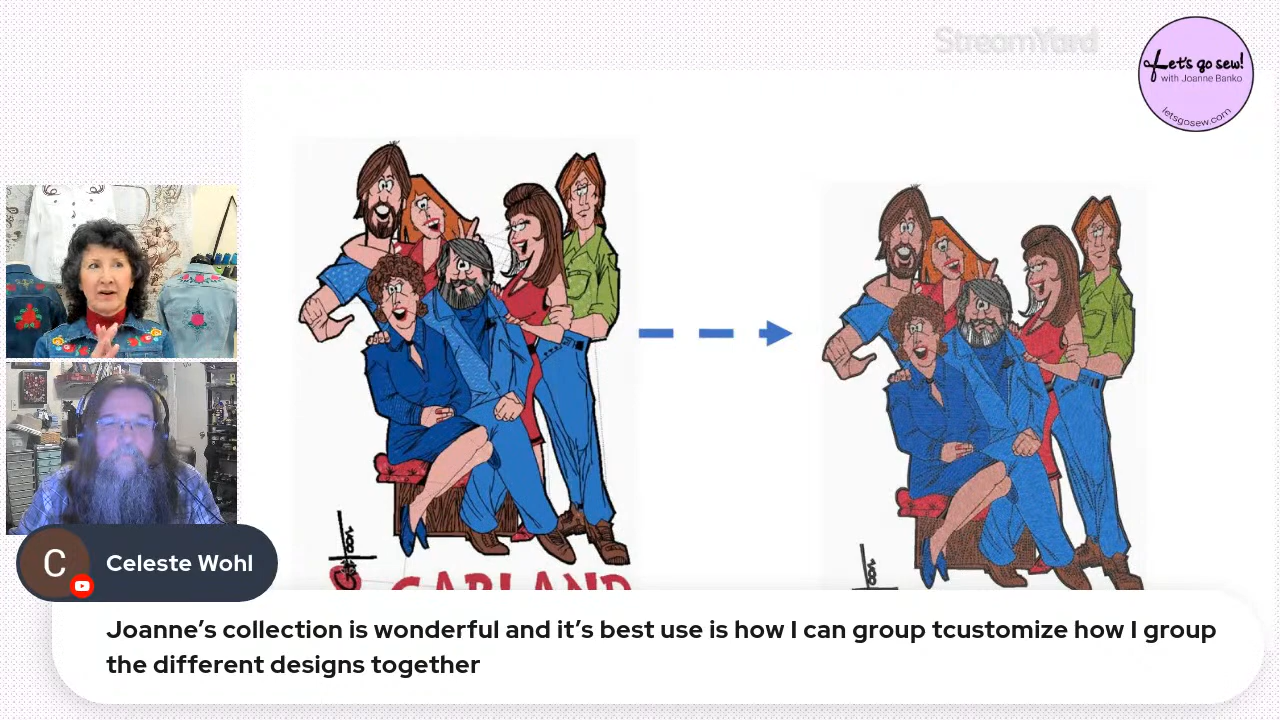 StreamYard
Let's go sew!
with Joanne Banko
letsgosew.com
GARLAND
C
Celeste Wohl
Joanne’s collection is wonderful and it’s best use is how I can group tcustomize how I group
the different designs together